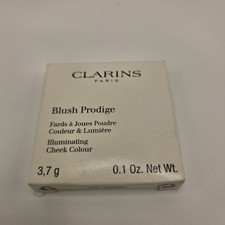 CLARINS
PARIS
Blush Prodige
Fards à Joues Poudre
Couleur & Lumière
Illuminating
Cheek Colour
3,7 g 0.1 Oz. Net Wt.